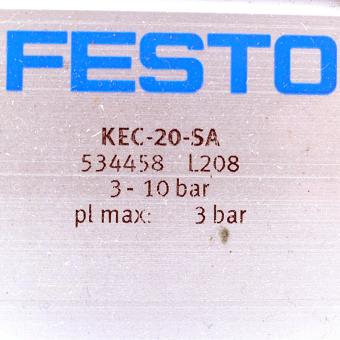 FESTO
KEC-20-SA
534458 L208
3 - 10 bar
pl max: 3 bar